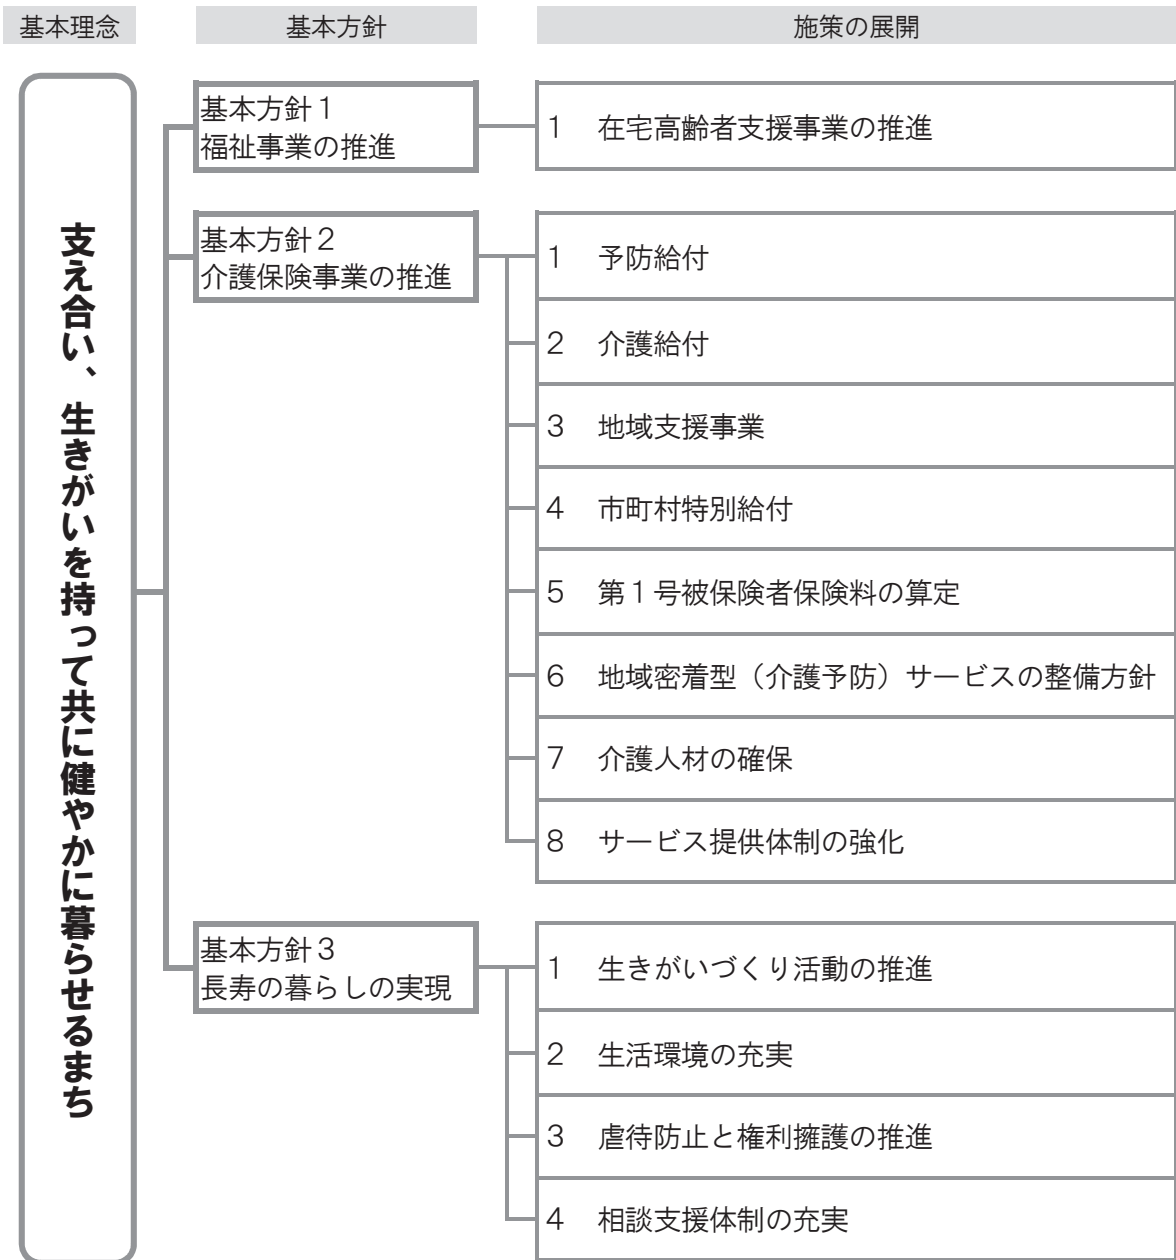 基本理念
基本方針
施策の展開
支え合い、生きがいを持って共に健やかに暮らせるまち
基本方針1
福祉事業の推進
1 在宅高齢者支援事業の推進
基本方針2
介護保険事業の推進
1 予防給付
2 介護給付
3 地域支援事業
4 市町村特別給付
5 第1号被保険者保険料の算定
6 地域密着型（介護予防）サービスの整備方針
7 介護人材の確保
8 サービス提供体制の強化
基本方針3
長寿の暮らしの実現
1 生きがいづくり活動の推進
2 生活環境の充実
3 虐待防止と権利擁護の推進
4 相談支援体制の充実